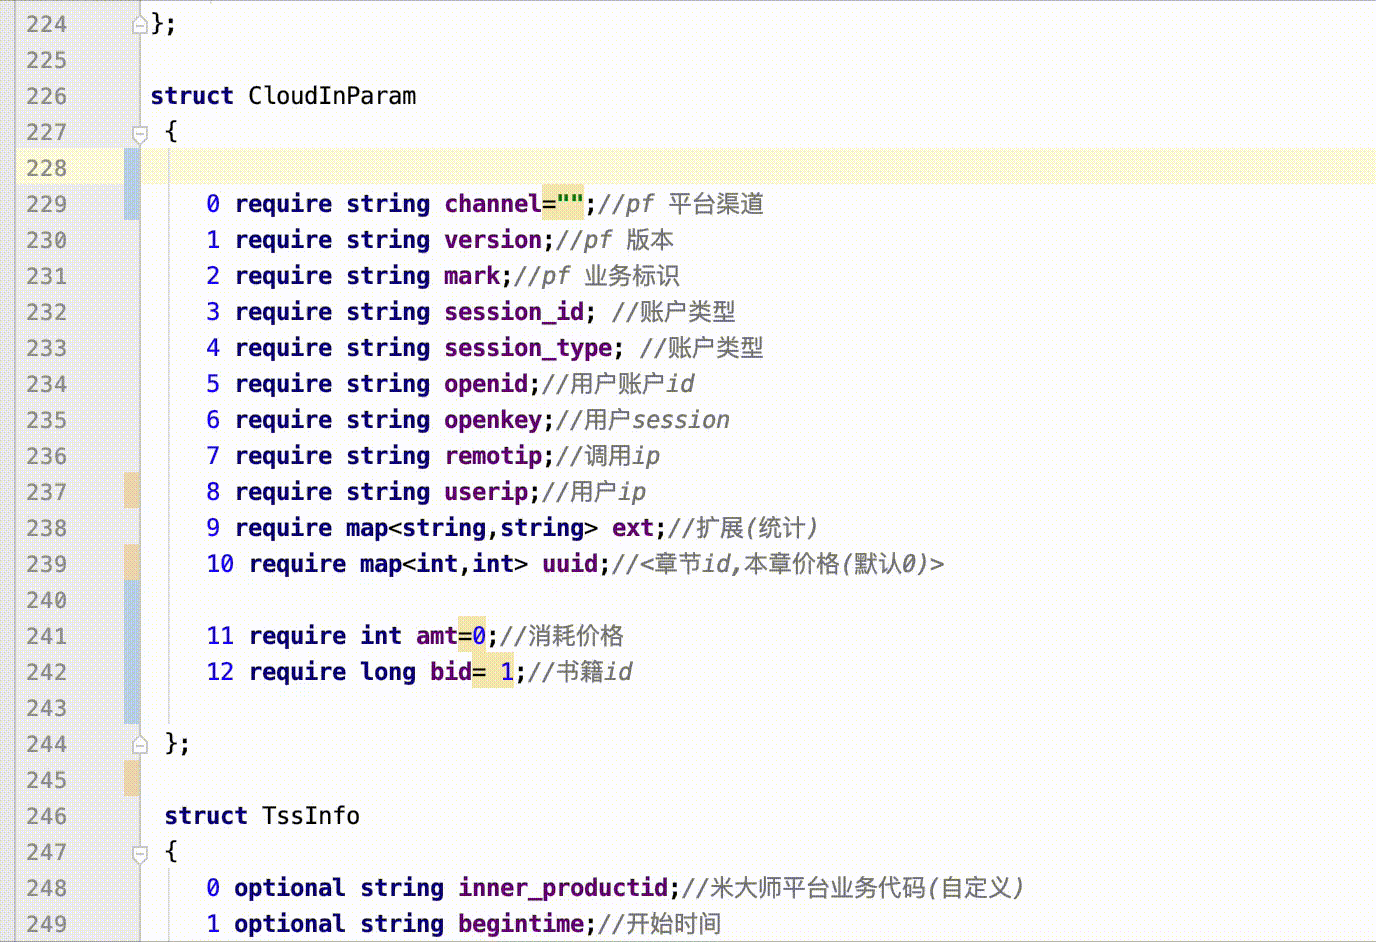 224 };
225
226 struct CloudInParam
227 {
228
229 0 require string channel="";//pf 平台渠道
230 1 require string version;//pf 版本
231 2 require string mark;//pf 业务标识
232 3 require string session_id; //账户类型
233 4 require string session_type; //账户类型
234 5 require string openid;//用户账户id
235 6 require string openkey;//用户session
236 7 require string remotip;//调用ip
237 8 require string userip;//用户ip
238 9 require map<string,string> ext;//扩展(统计)
239 10 require map<int,int> uuid;//<章节id,本章价格(默认0)>
240
241 11 require int amt=0;//消耗价格
242 12 require long bid= 1;//书籍id
243
244 };
245
246 struct TssInfo
247 {
248 0 optional string inner_productid;//米大师平台业务代码(自定义)
249 1 optional string begintime;//开始时间